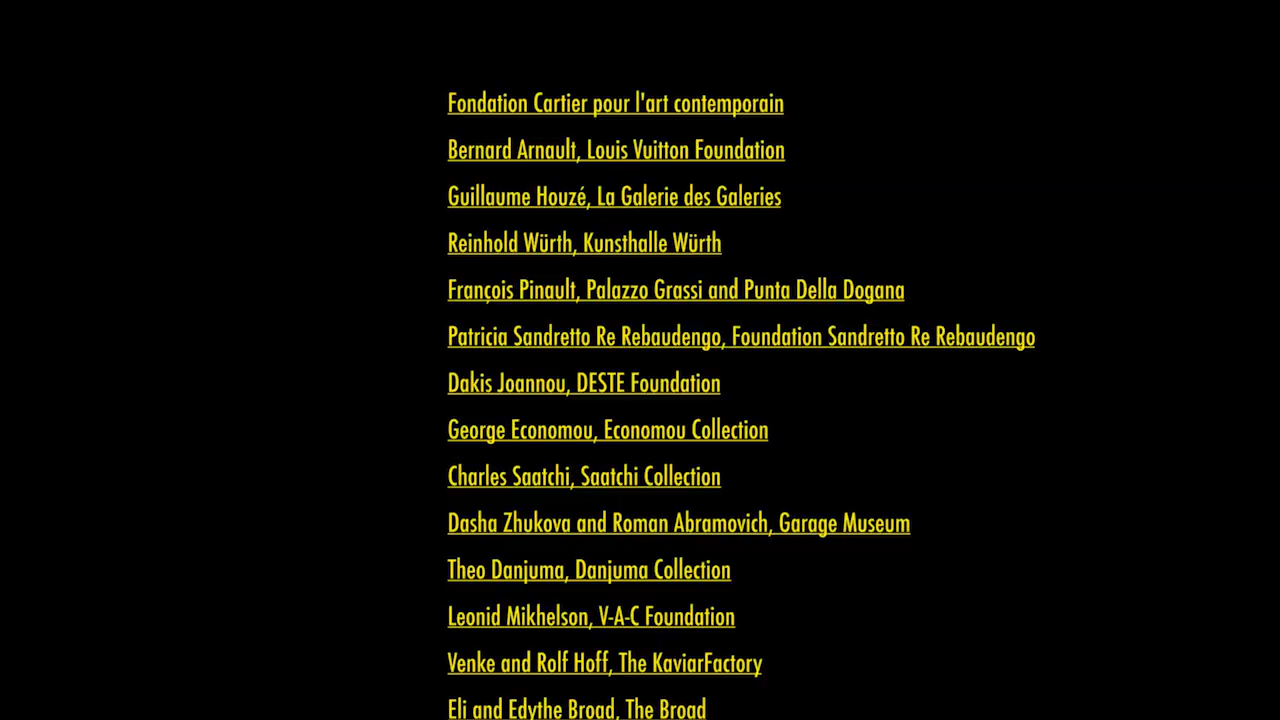 Fondation Cartier pour l'art contemporain
Bernard Arnault, Louis Vuitton Foundation
Guillaume Houzé, La Galerie des Galeries
Reinhold Würth, Kunsthalle Würth
François Pinault, Palazzo Grassi and Punta Della Dogana
Patricia Sandretto Re Rebaudengo, Foundation Sandretto Re Rebaudengo
Dakis Joannou, DESTE Foundation
George Economou, Economou Collection
Charles Saatchi, Saatchi Collection
Dasha Zhukova and Roman Abramovich, Garage Museum
Theo Danjuma, Danjuma Collection
Leonid Mikhelson, V-A-C Foundation
Venke and Rolf Hoff, The KaviarFactory
Eli and Edythe Broad, The Broad